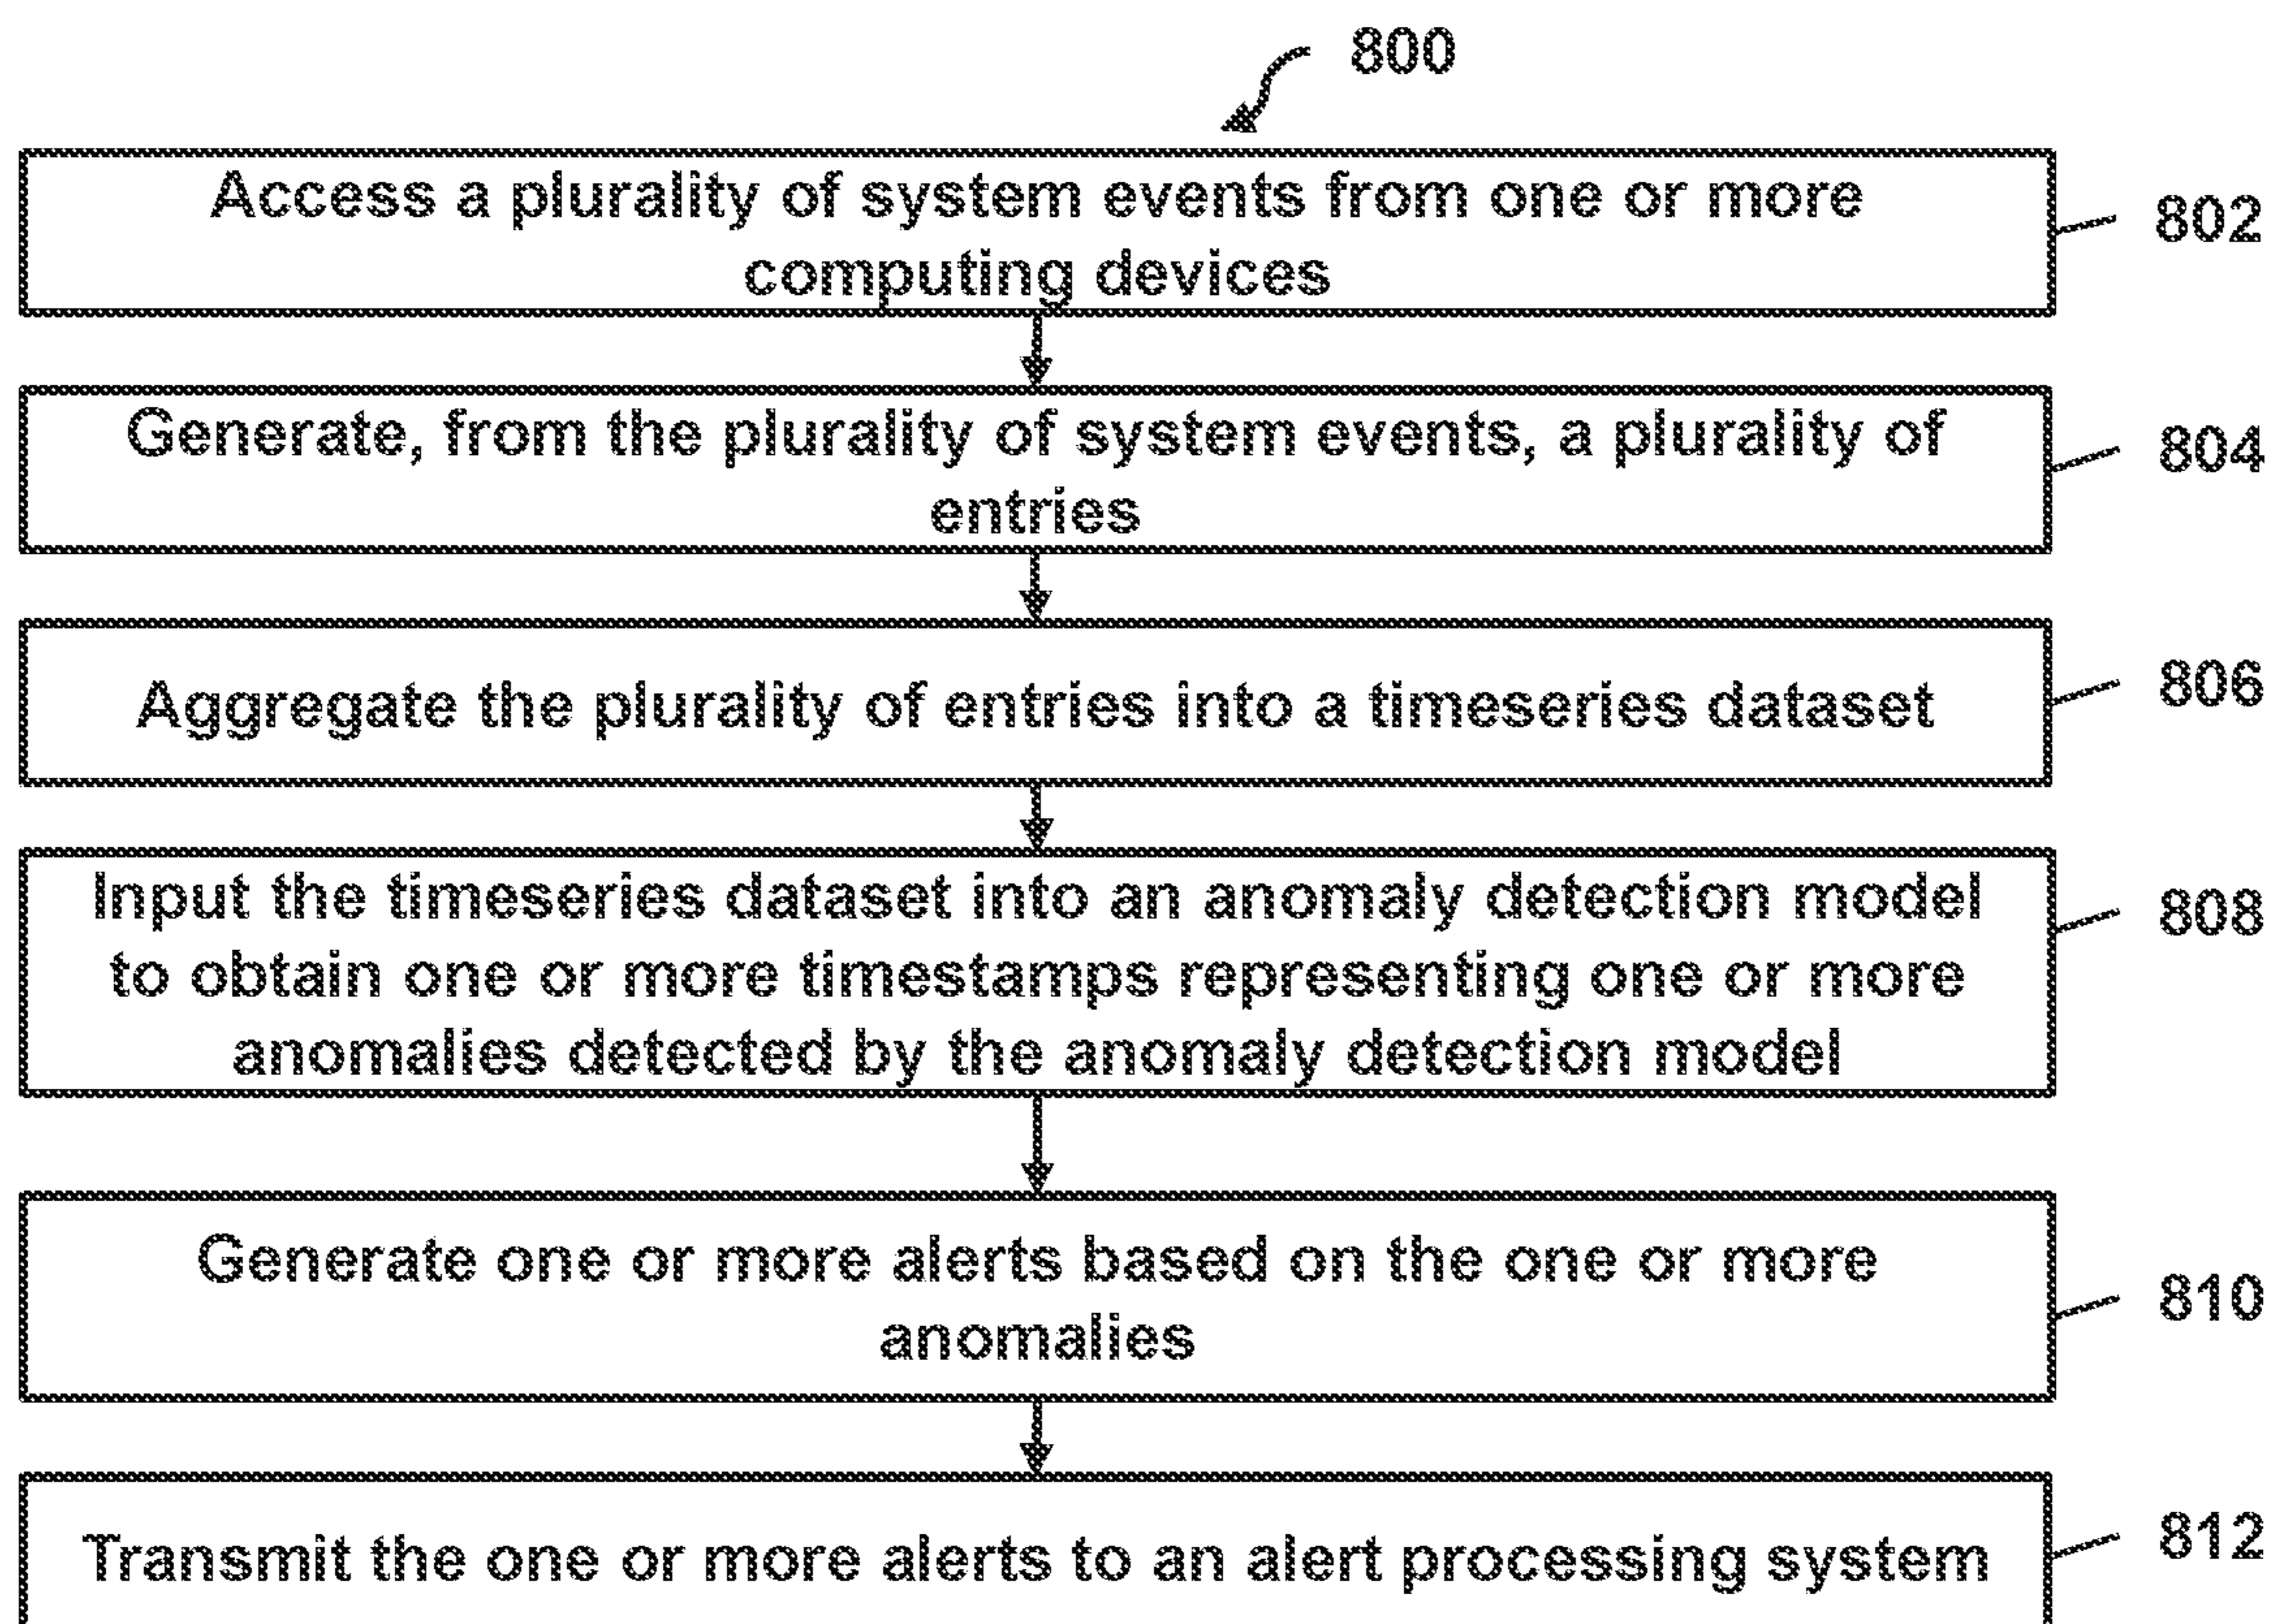 800
Access a plurality of system events from one or more
computing devices
802
Generate, from the plurality of system events, a plurality of
entries
804
Aggregate the plurality of entries into a timeseries dataset
806
Input the timeseries dataset into an anomaly detection model
to obtain one or more timestamps representing one or more
anomalies detected by the anomaly detection model
808
Generate one or more alerts based on the one or more
anomalies
810
Transmit the one or more alerts to an alert processing system
812